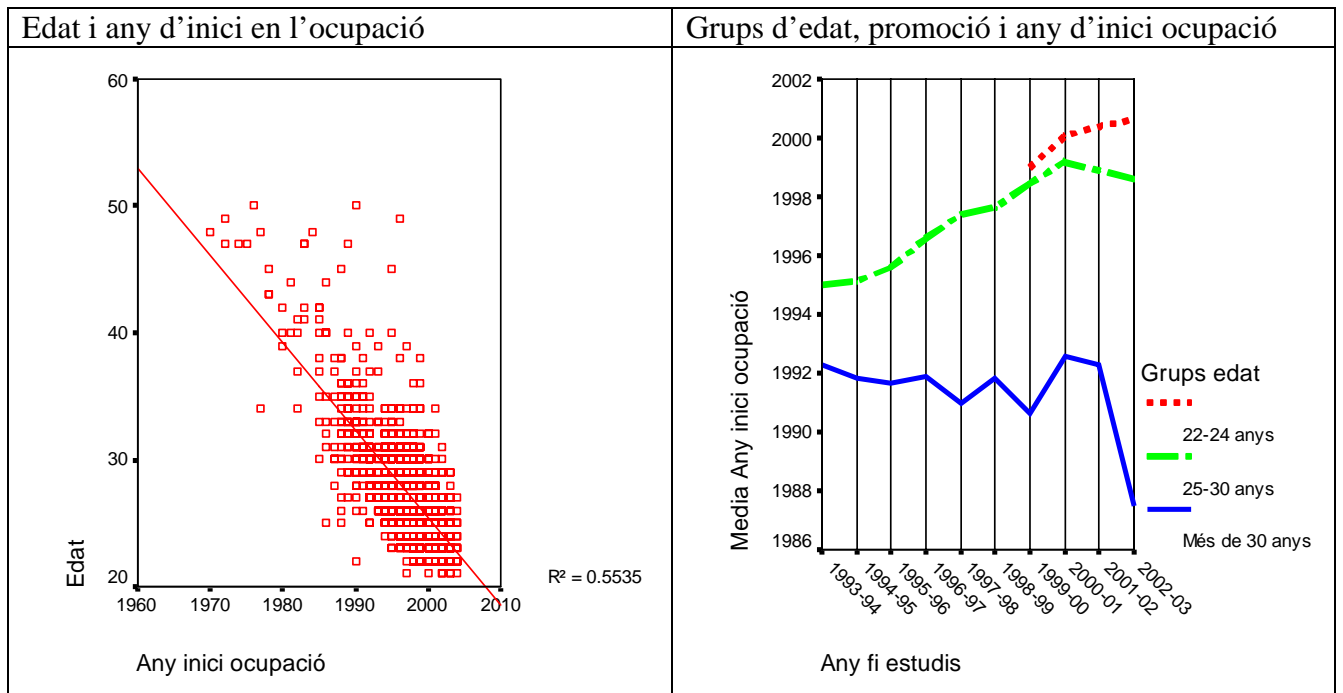 Edat i any d'inici en l'ocupació
60
50
40
30
20
1960
1970
1980
1990
2000
2010
Edat
R² = 0.5535
Any inici ocupació
Grups d'edat, promoció i any d'inici ocupació
2002
2000
1998
1996
1994
1992
1990
1988
1986
Media Any inici ocupació
1993-94
1994-95
1995-96
1996-97
1997-98
1998-99
1999-00
2000-01
2001-02
2002-03
Any fi estudis
Grups edat
22-24 anys
25-30 anys
Més de 30 anys